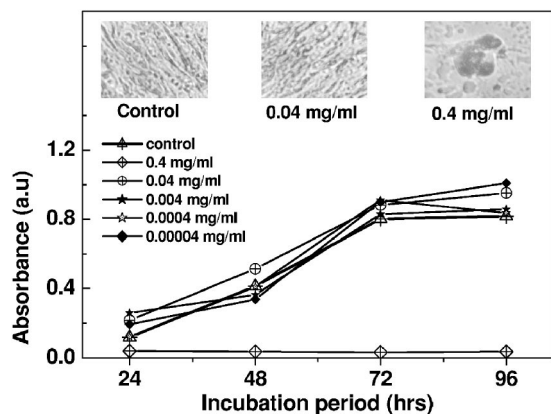 Control 0.04 mg/ml 0.4 mg/ml
control
0.4 mg/ml
0.04 mg/ml
0.004 mg/ml
0.0004 mg/ml
0.00004 mg/ml
Absorbance (a.u)
1.2
0.8
0.4
0.0
24 48 72 96
Incubation period (hrs)